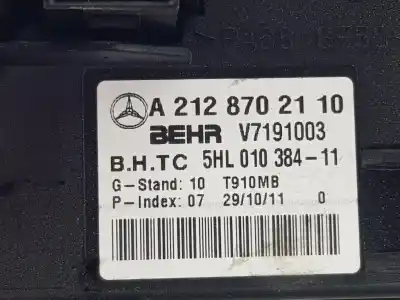 A 212 870 21 10
BEHR V7191003
B.H.TC 5HL 010 384-11
G-Stand: 10 T910MB
P-Index: 07 29/10/11 0